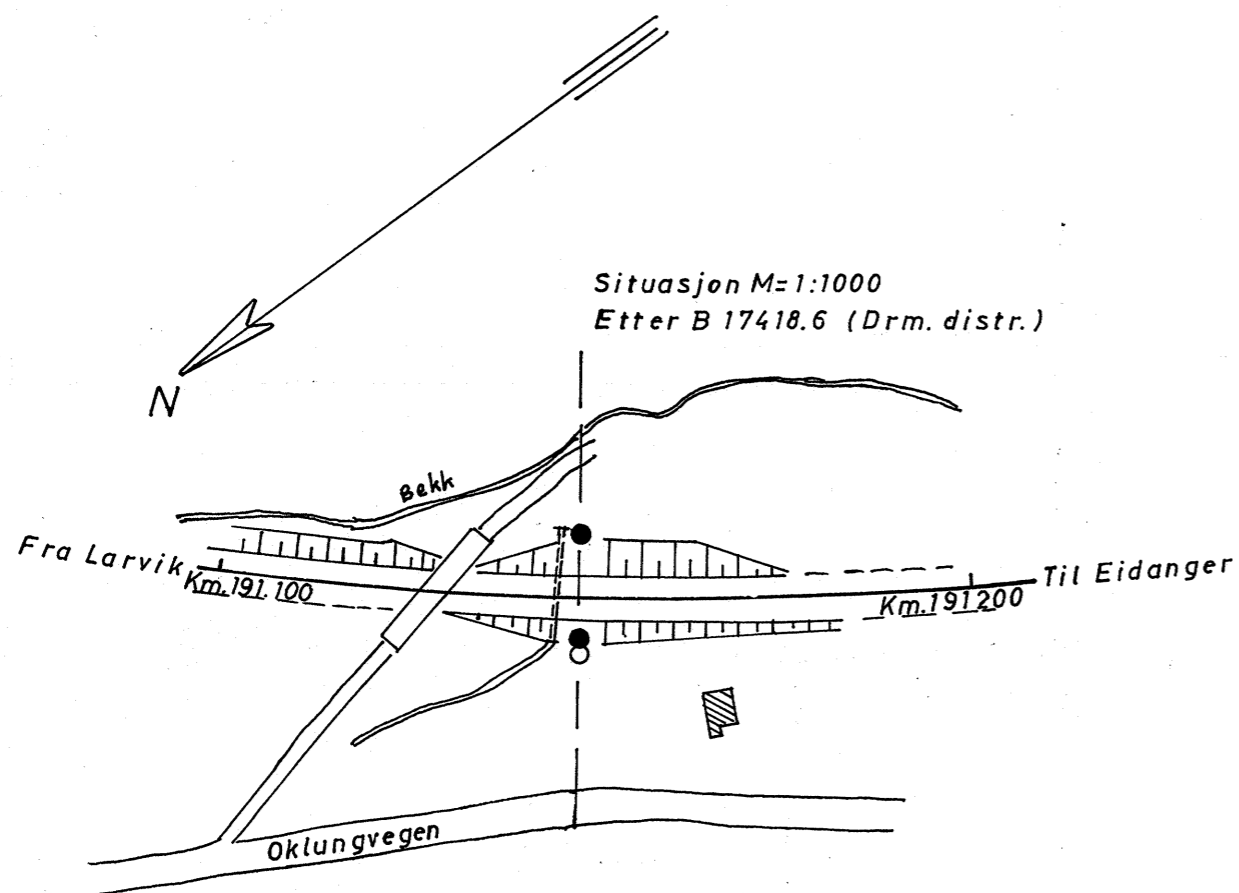 Situasjon M=1:1000
Etter B 17418.6 (Drm. distr.)
N
Bekk
Fra Larvik
Km.191.100
Til Eidanger
Km.191200
Oklungvegen